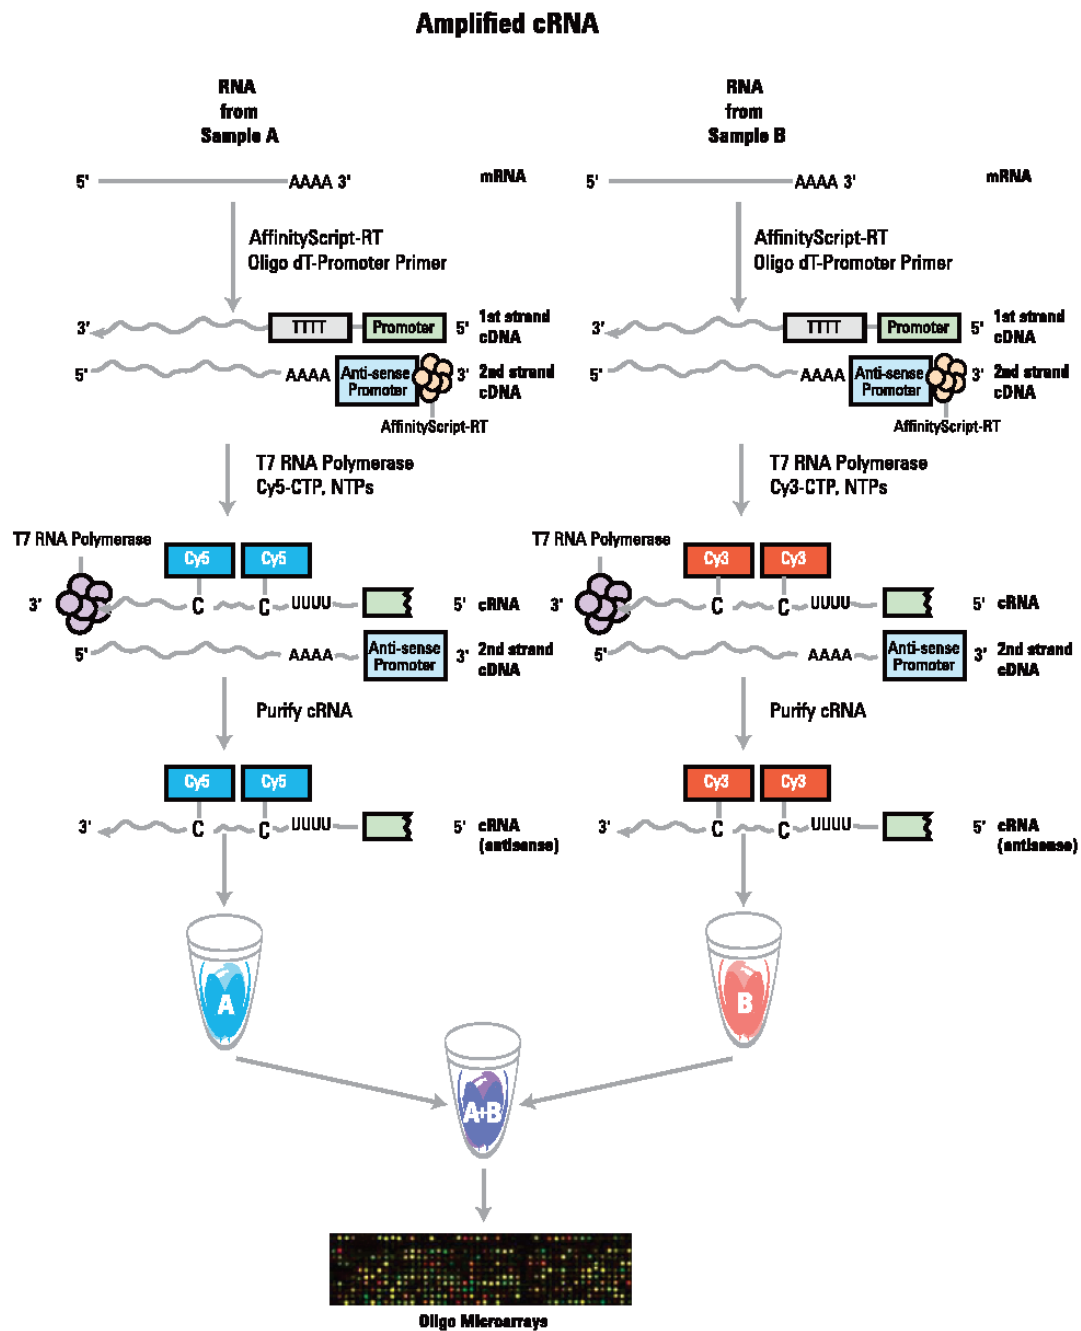 Amplified cRNA
RNA
from
Sample A
RNA
from
Sample B
5'
AAAA 3'
mRNA
5'
AAAA 3'
mRNA
AffinityScript-RT
Oligo dT-Promoter Primer
AffinityScript-RT
Oligo dT-Promoter Primer
3'
TTTT
Promoter
5'
1st strand
cDNA
3'
TTTT
Promoter
5'
1st strand
cDNA
5'
AAAA
Anti-sense
Promoter
3'
2nd strand
cDNA
AffinityScript-RT
5'
AAAA
Anti-sense
Promoter
3'
2nd strand
cDNA
AffinityScript-RT
T7 RNA Polymerase
Cy5-CTP, NTPs
T7 RNA Polymerase
Cy3-CTP, NTPs
T7 RNA Polymerase
Cy5
Cy5
T7 RNA Polymerase
Cy3
Cy3
3'
C
C
UUUU
5'
cRNA
3'
C
C
UUUU
5'
cRNA
5'
AAAA
Anti-sense
Promoter
3'
2nd strand
cDNA
5'
AAAA
Anti-sense
Promoter
3'
2nd strand
cDNA
Purify cRNA
Purify cRNA
Cy5
Cy5
Cy3
Cy3
3'
C
C
UUUU
5'
cRNA
(antisense)
3'
C
C
UUUU
5'
cRNA
(antisense)
A
B
A+B
Oligo Microarrays